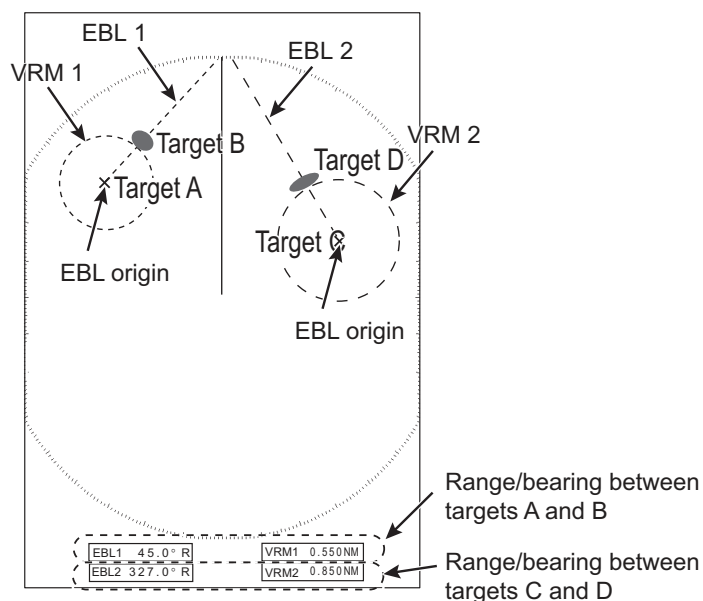 EBL 1
EBL 2
VRM 1
VRM 2
Target B
Target D
Target A
Target C
EBL origin
EBL origin
Range/bearing between
targets A and B
EBL1 45.0° R
VRM1 0.550NM
EBL2 327.0° R
VRM2 0.850NM
Range/bearing between
targets C and D